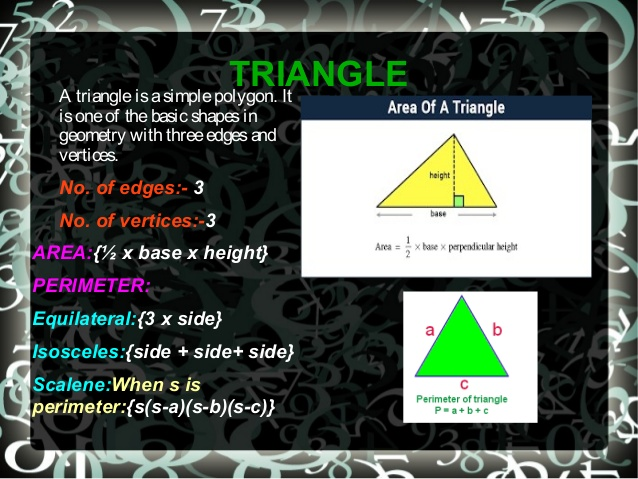 TRIANGLE
A triangle is a simple polygon. It
is one of the basic shapes in
geometry with three edges and
vertices.
No. of edges:- 3
No. of vertices:-3
AREA:{½ x base x height}
PERIMETER:
Equilateral:{3 x side}
Isosceles:{side + side+ side}
Scalene:When s is
perimeter:{s(s-a)(s-b)(s-c)}
Area Of A Triangle
height
base
Area = 1/2 × base × perpendicular height
a b
c
Perimeter of triangle
P = a + b + c